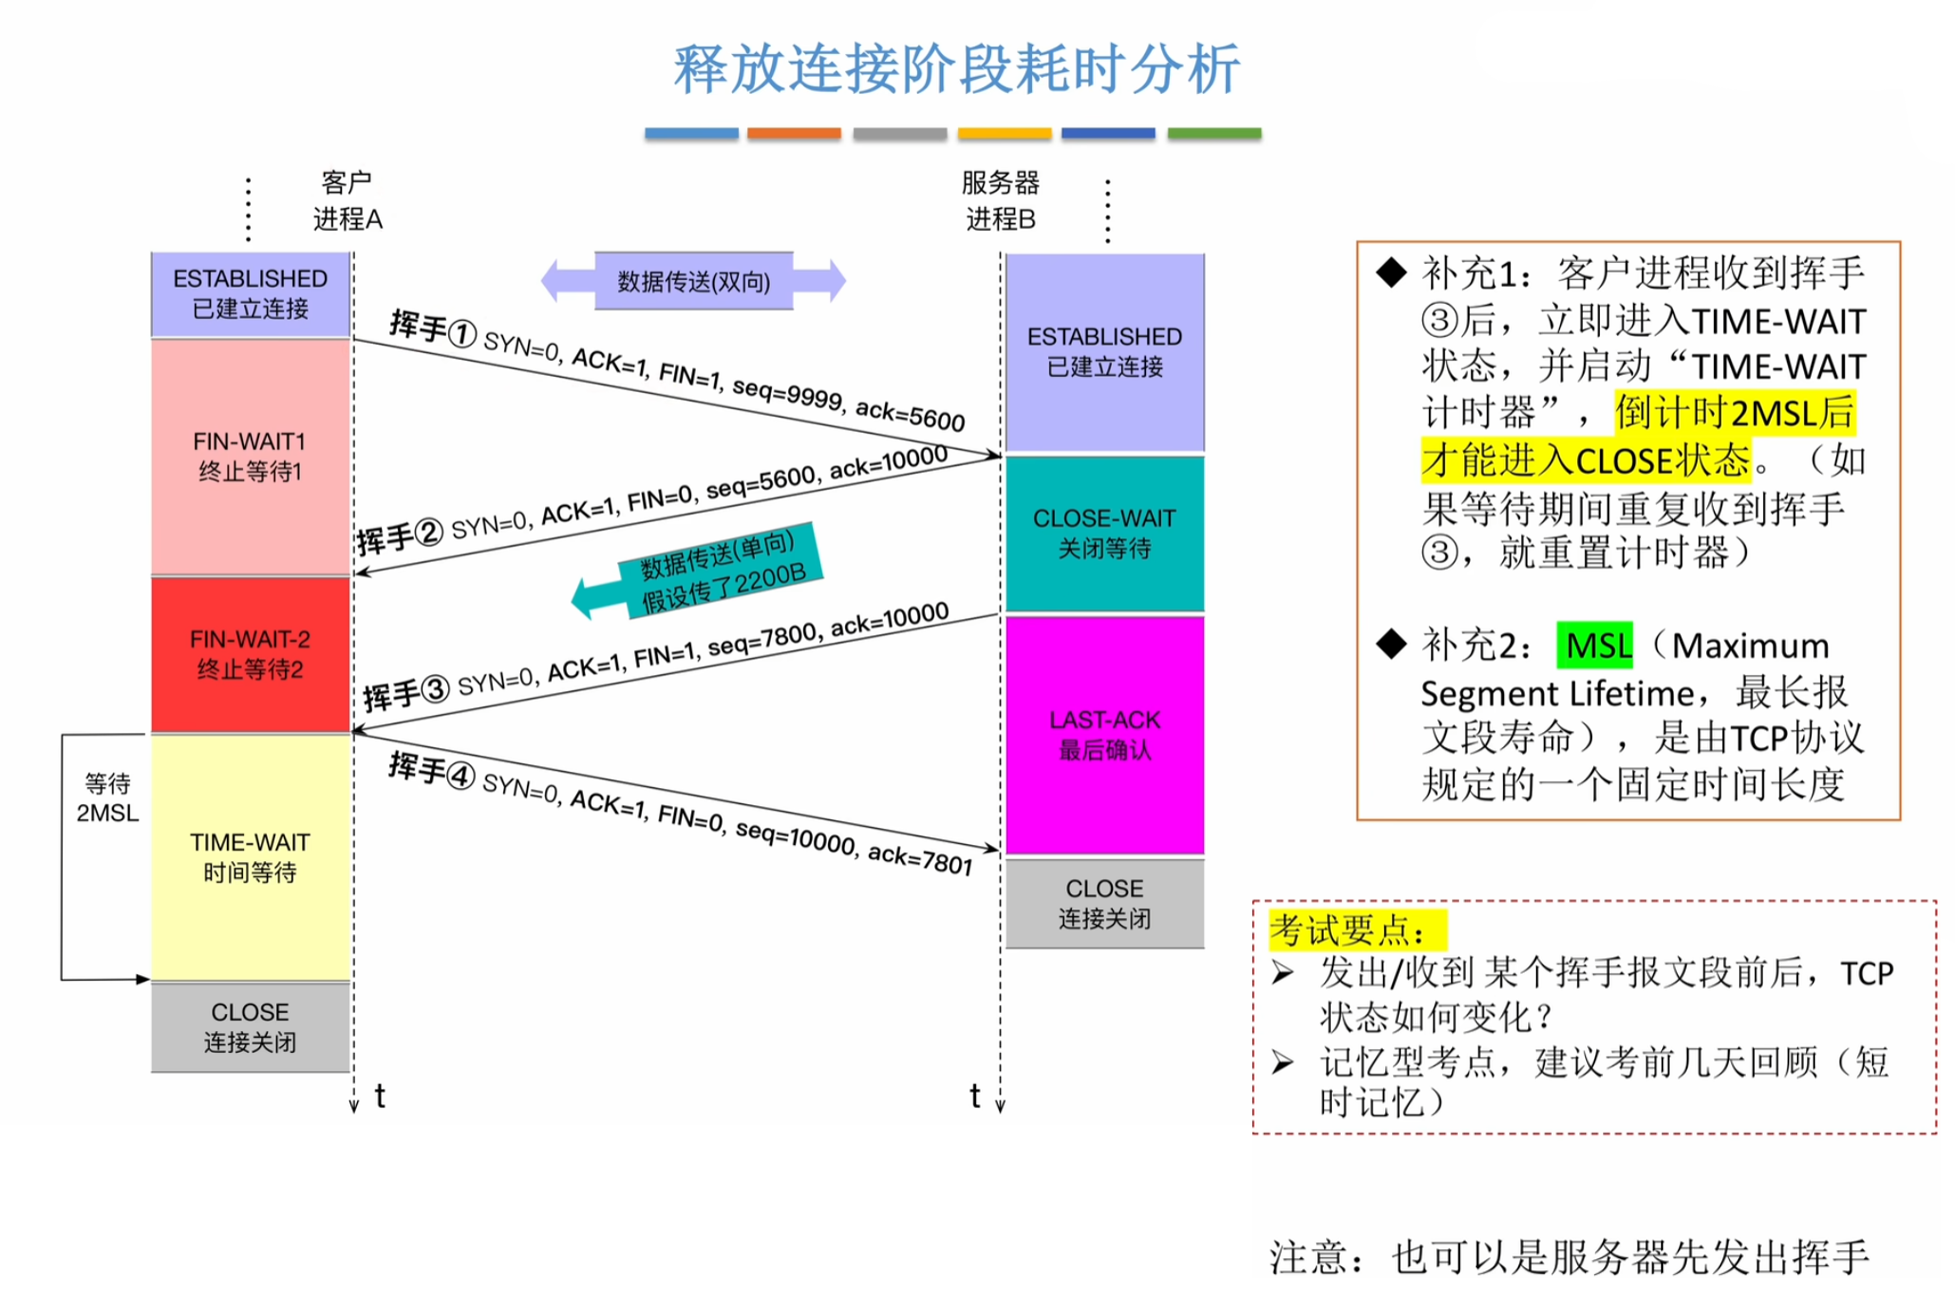 释放连接阶段耗时分析
客户
进程A
服务器
进程B
ESTABLISHED
已建立连接
数据传送(双向)
ESTABLISHED
已建立连接
挥手① SYN=0, ACK=1, FIN=1, seq=9999, ack=5600
FIN-WAIT1
终止等待1
挥手② SYN=0, ACK=1, FIN=0, seq=5600, ack=10000
CLOSE-WAIT
关闭等待
数据传送(单向)
假设传了2200B
FIN-WAIT-2
终止等待2
挥手③ SYN=0, ACK=1, FIN=1, seq=7800, ack=10000
LAST-ACK
最后确认
等待
2MSL
挥手④ SYN=0, ACK=1, FIN=0, seq=10000, ack=7801
TIME-WAIT
时间等待
CLOSE
连接关闭
CLOSE
连接关闭
t
t
◆ 补充1：客户进程收到挥手
③后，立即进入TIME-WAIT
状态，并启动“TIME-WAIT
计时器”，倒计时2MSL后
才能进入CLOSE状态。（如
果等待期间重复收到挥手
③，就重置计时器）
◆ 补充2： MSL（Maximum
Segment Lifetime，最长报
文段寿命），是由TCP协议
规定的一个固定时间长度
考试要点：
➢ 发出/收到 某个挥手报文段前后，TCP
状态如何变化？
➢ 记忆型考点，建议考前几天回顾（短
时记忆）
注意：也可以是服务器先发出挥手